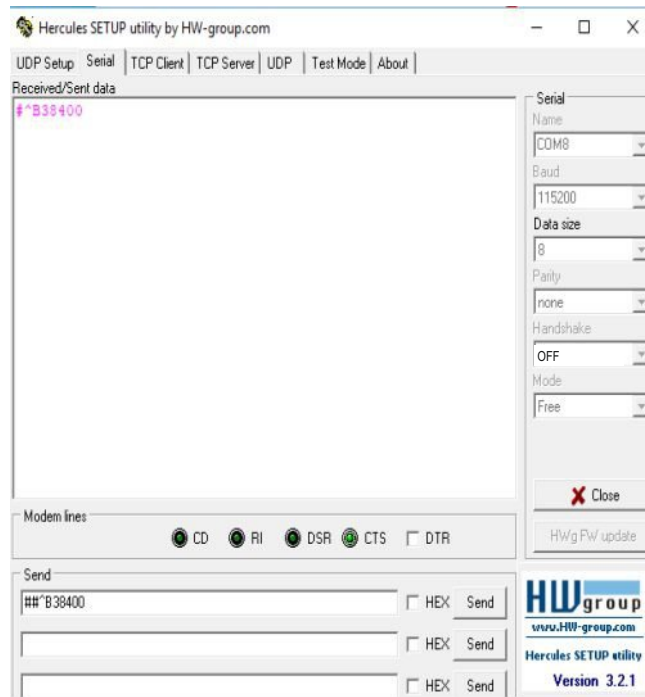 Hercules SETUP utility by HW-group.com
UDP Setup Serial TCP Client TCP Server UDP Test Mode About
Received/Sent data
#^B38400
Serial
Name
COM8
Baud
115200
Data size
8
Parity
none
Handshake
OFF
Mode
Free
Close
HWg FW update
Modem lines
CD RI DSR CTS DTR
Send
##^B38400 HEX Send
HEX Send
HEX Send
HW group
www.HW-group.com
Hercules SETUP utility
Version 3.2.1